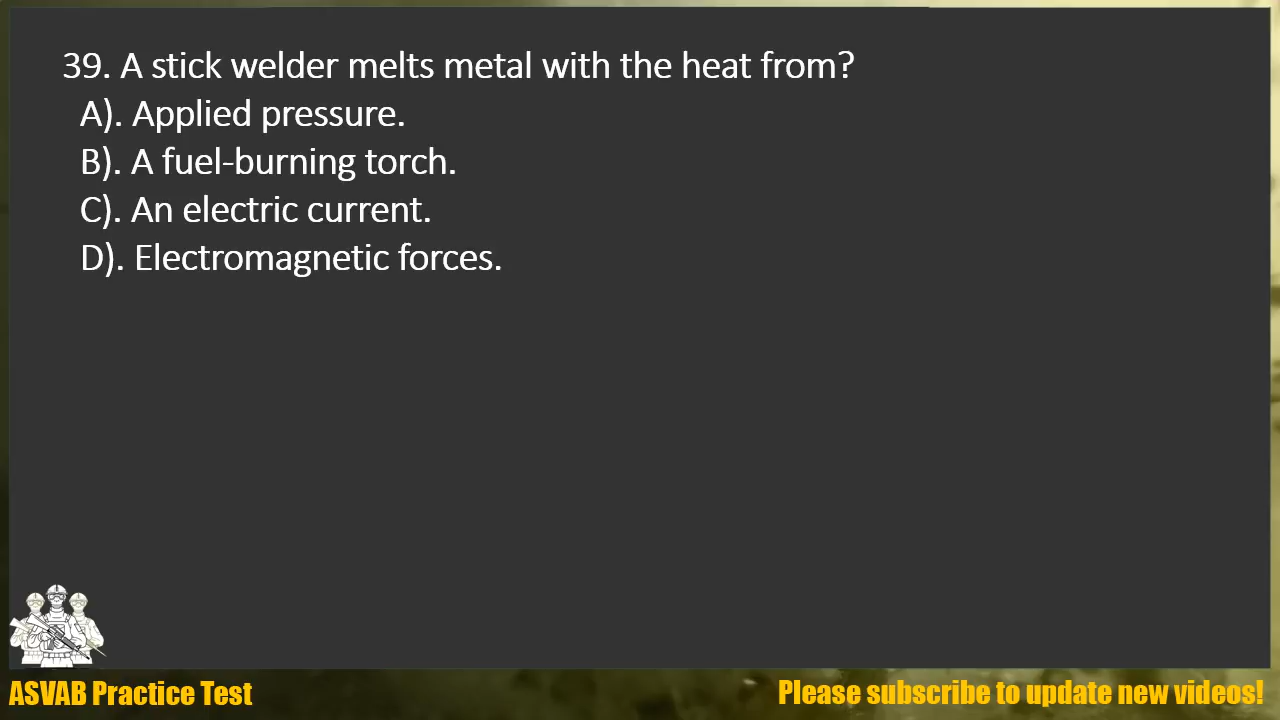 39. A stick welder melts metal with the heat from?
A). Applied pressure.
B). A fuel-burning torch.
C). An electric current.
D). Electromagnetic forces.
ASVAB Practice Test
Please subscribe to update new videos!